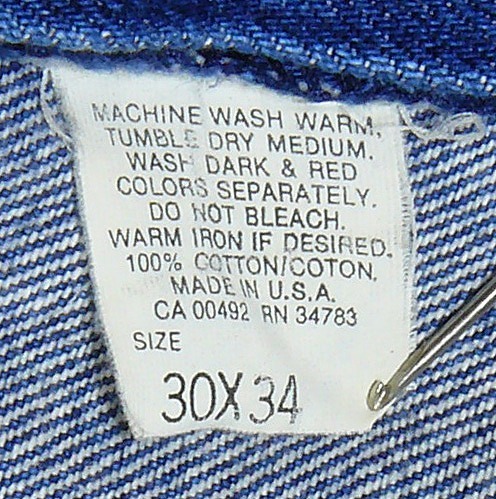 MACHINE WASH WARM,
TUMBLE DRY MEDIUM.
WASH DARK & RED
COLORS SEPARATELY.
DO NOT BLEACH.
WARM IRON IF DESIRED.
100% COTTON/COTON,
MADE IN U.S.A.
CA 00492 RN 34783
SIZE
30X34